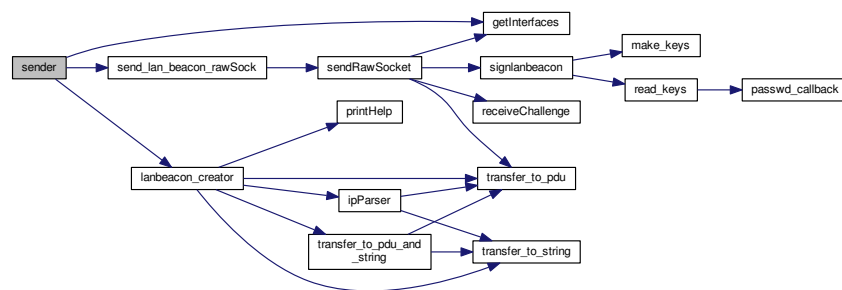 getInterfaces
make_keys
sender
send_lan_beacon_rawSock
sendRawSocket
signlanbeacon
read_keys
passwd_callback
printHelp
receiveChallenge
lanbeacon_creator
transfer_to_pdu
ipParser
transfer_to_pdu_and
_string
transfer_to_string